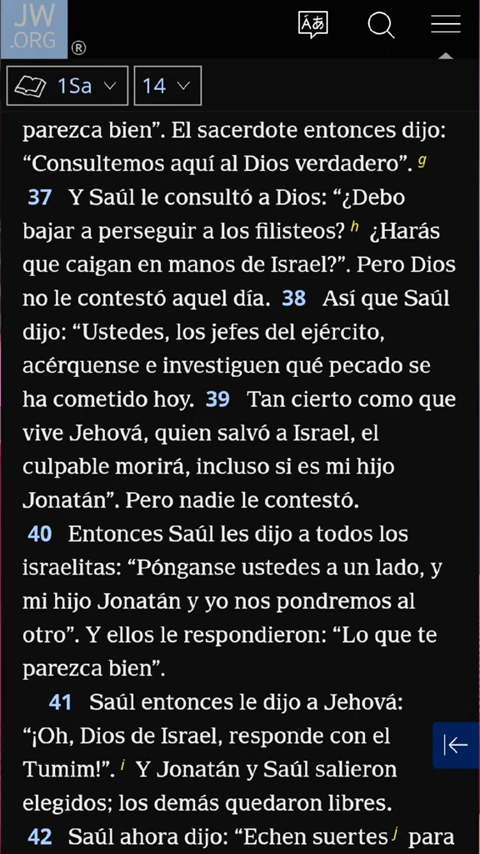 JW
.ORG
®
Áあ
1Sa
14
parezca bien”. El sacerdote entonces dijo:
“Consultemos aquí al Dios verdadero”. g
37 Y Saúl le consultó a Dios: “¿Debo
bajar a perseguir a los filisteos? h ¿Harás
que caigan en manos de Israel?”. Pero Dios
no le contestó aquel día. 38 Así que Saúl
dijo: “Ustedes, los jefes del ejército,
acérquense e investiguen qué pecado se
ha cometido hoy. 39 Tan cierto como que
vive Jehová, quien salvó a Israel, el
culpable morirá, incluso si es mi hijo
Jonatán”. Pero nadie le contestó.
40 Entonces Saúl les dijo a todos los
israelitas: “Pónganse ustedes a un lado, y
mi hijo Jonatán y yo nos pondremos al
otro”. Y ellos le respondieron: “Lo que te
parezca bien”.
41 Saúl entonces le dijo a Jehová:
“¡Oh, Dios de Israel, responde con el
Tumim!”. i Y Jonatán y Saúl salieron
elegidos; los demás quedaron libres.
42 Saúl ahora dijo: “Echen suertes j para